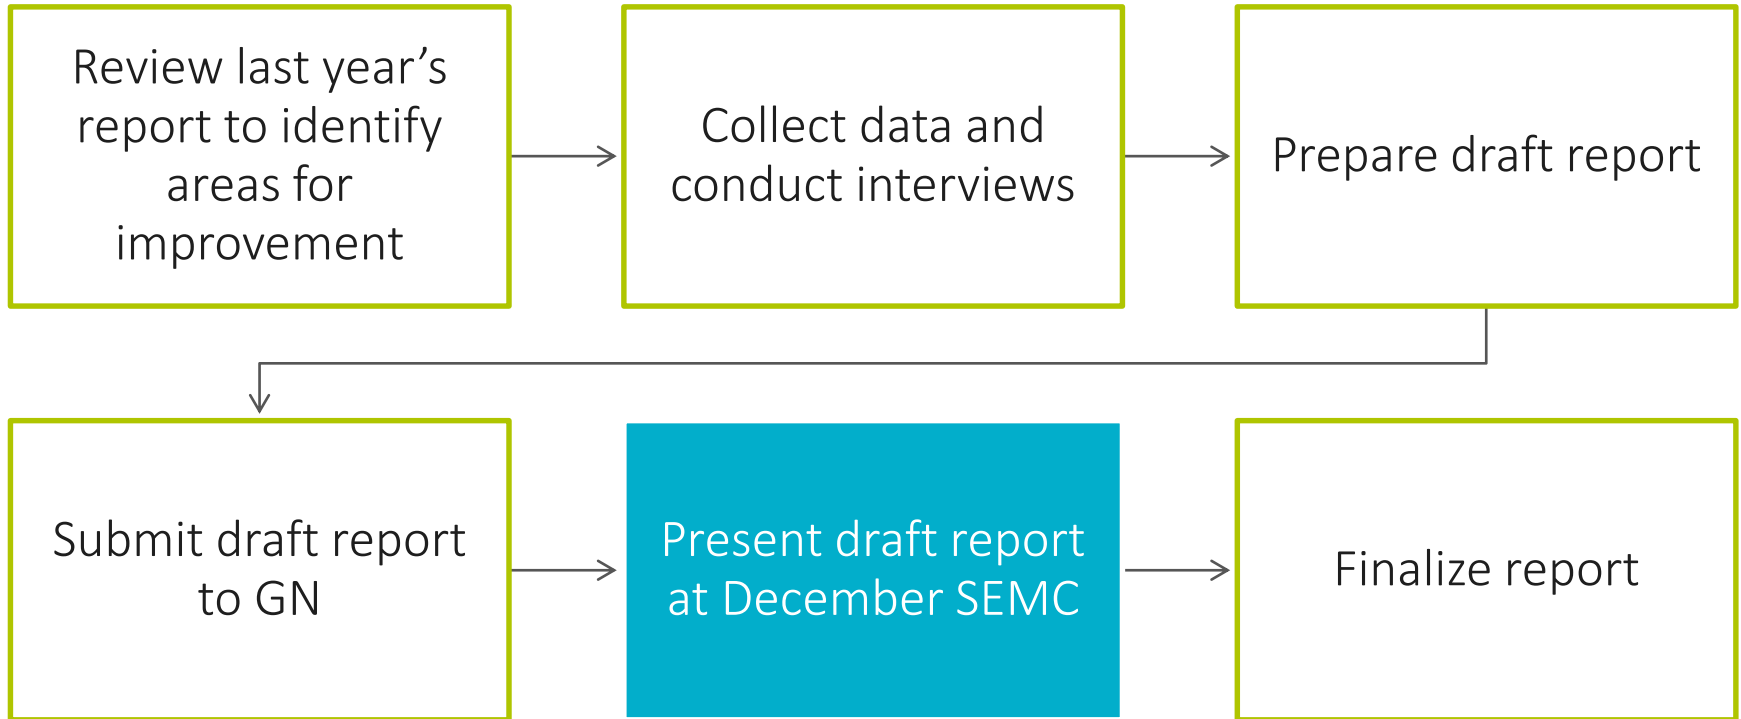 Review last year’s
report to identify
areas for
improvement
Collect data and
conduct interviews
Prepare draft report
Submit draft report
to GN
Present draft report
at December SEMC
Finalize report